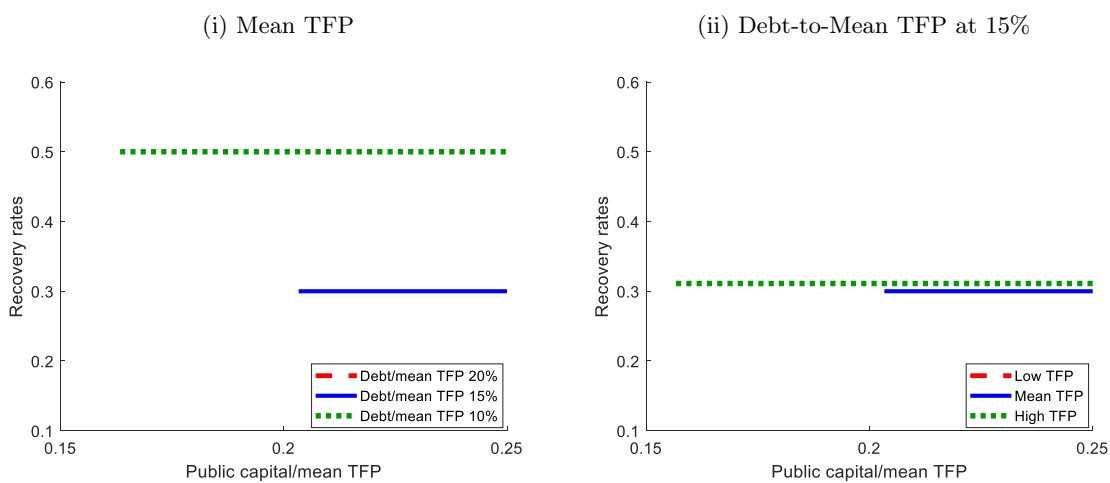 (i) Mean TFP
0.6
0.5
0.4
0.3
0.2
0.1
0.15
0.2
0.25
Recovery rates
Public capital/mean TFP
Debt/mean TFP 20%
Debt/mean TFP 15%
Debt/mean TFP 10%
(ii) Debt-to-Mean TFP at 15%
0.6
0.5
0.4
0.3
0.2
0.1
0.15
0.2
0.25
Recovery rates
Public capital/mean TFP
Low TFP
Mean TFP
High TFP